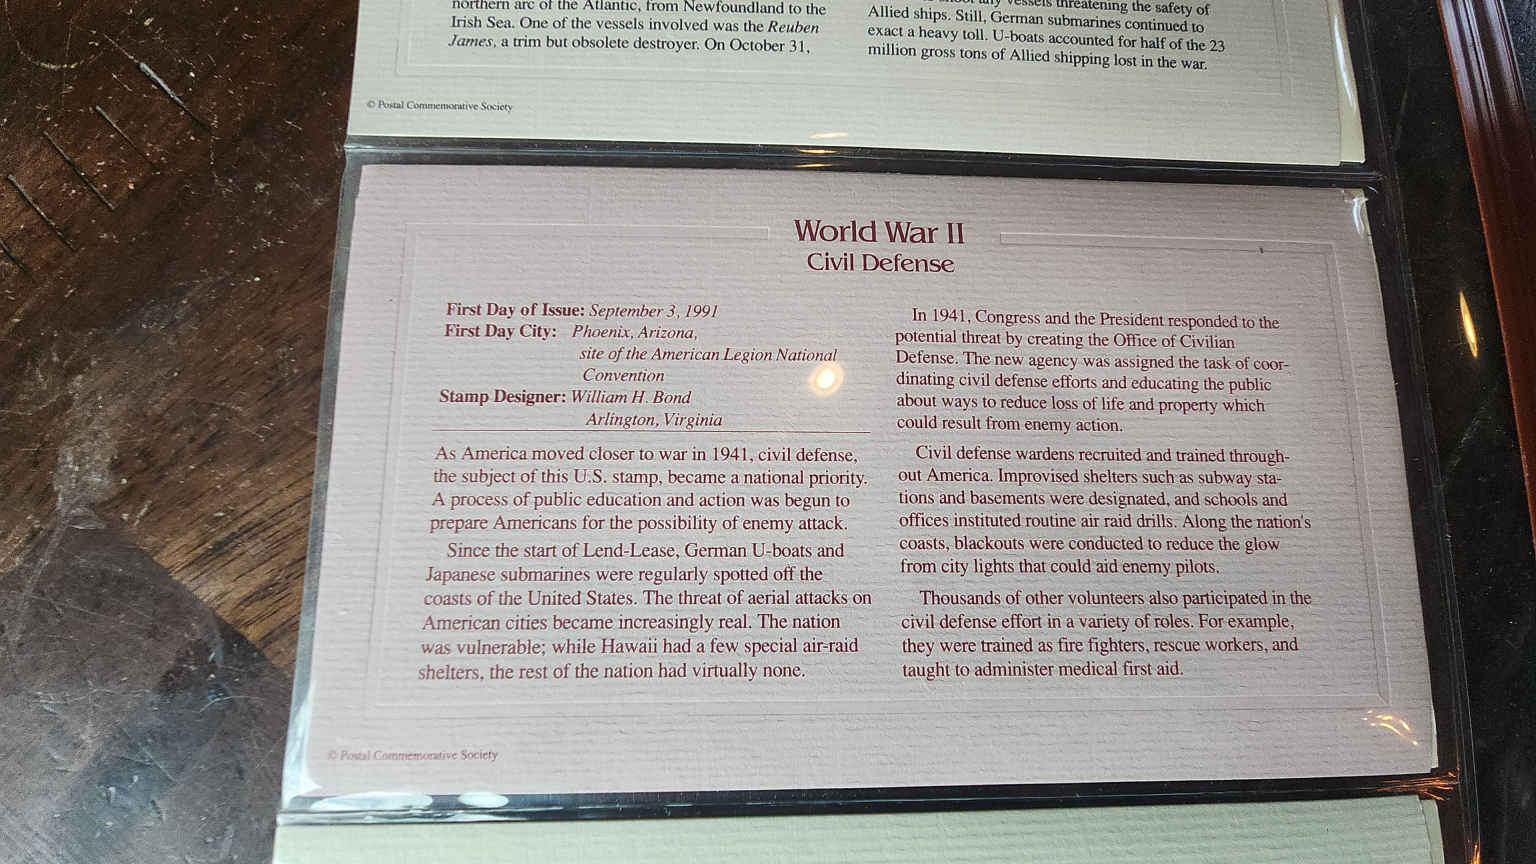 northern arc of the Atlantic, from Newfoundland to the
Irish Sea. One of the vessels involved was the Reuben
James, a trim but obsolete destroyer. On October 31,
any vessels threatening the safety of
Allied ships. Still, German submarines continued to
exact a heavy toll. U-boats accounted for half of the 23
million gross tons of Allied shipping lost in the war.
© Postal Commemorative Society
World War II
Civil Defense
First Day of Issue: September 3, 1991
First Day City: Phoenix, Arizona,
site of the American Legion National
Convention
Stamp Designer: William H. Bond
Arlington, Virginia
As America moved closer to war in 1941, civil defense,
the subject of this U.S. stamp, became a national priority.
A process of public education and action was begun to
prepare Americans for the possibility of enemy attack.
Since the start of Lend-Lease, German U-boats and
Japanese submarines were regularly spotted off the
coasts of the United States. The threat of aerial attacks on
American cities became increasingly real. The nation
was vulnerable; while Hawaii had a few special air-raid
shelters, the rest of the nation had virtually none.
In 1941, Congress and the President responded to the
potential threat by creating the Office of Civilian
Defense. The new agency was assigned the task of coor-
dinating civil defense efforts and educating the public
about ways to reduce loss of life and property which
could result from enemy action.
Civil defense wardens recruited and trained through-
out America. Improvised shelters such as subway sta-
tions and basements were designated, and schools and
offices instituted routine air raid drills. Along the nation's
coasts, blackouts were conducted to reduce the glow
from city lights that could aid enemy pilots.
Thousands of other volunteers also participated in the
civil defense effort in a variety of roles. For example,
they were trained as fire fighters, rescue workers, and
taught to administer medical first aid.
© Postal Commemorative Society